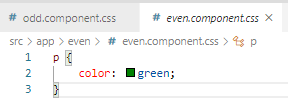 # odd.component.css # even.component.css ×
src > app > even > # even.component.css > p
1 p {
2 color: green;
3 }